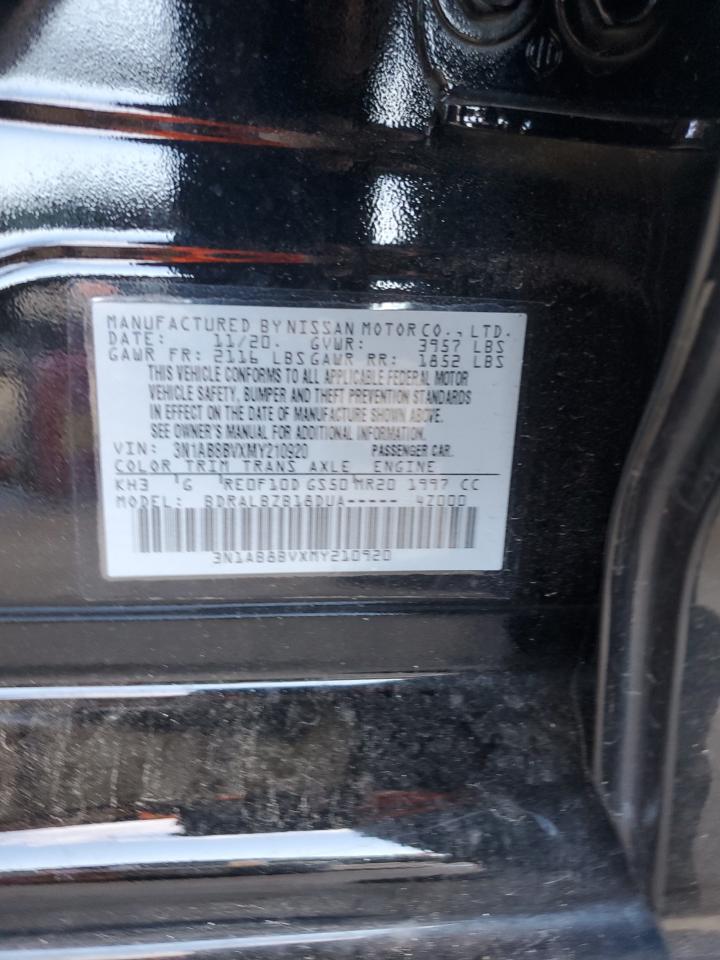 MANUFACTURED BY NISSAN MOTOR CO., LTD.
DATE: 11/20. GVWR: 3957 LBS
GAWR FR: 2116 LBS GAWR RR: 1852 LBS
THIS VEHICLE CONFORMS TO ALL APPLICABLE FEDERAL MOTOR
VEHICLE SAFETY, BUMPER AND THEFT PREVENTION STANDARDS
IN EFFECT ON THE DATE OF MANUFACTURE SHOWN ABOVE.
SEE OWNER'S MANUAL FOR ADDITIONAL INFORMATION.
VIN: 3N1AB8BVXMY210920 PASSENGER CAR.
COLOR TRIM TRANS AXLE ENGINE
KH3 G RE0F10D GS50 MR20 1997 CC
MODEL: BDRALBZB18DUA----- 4Z000
3N1AB8BVXMY210920